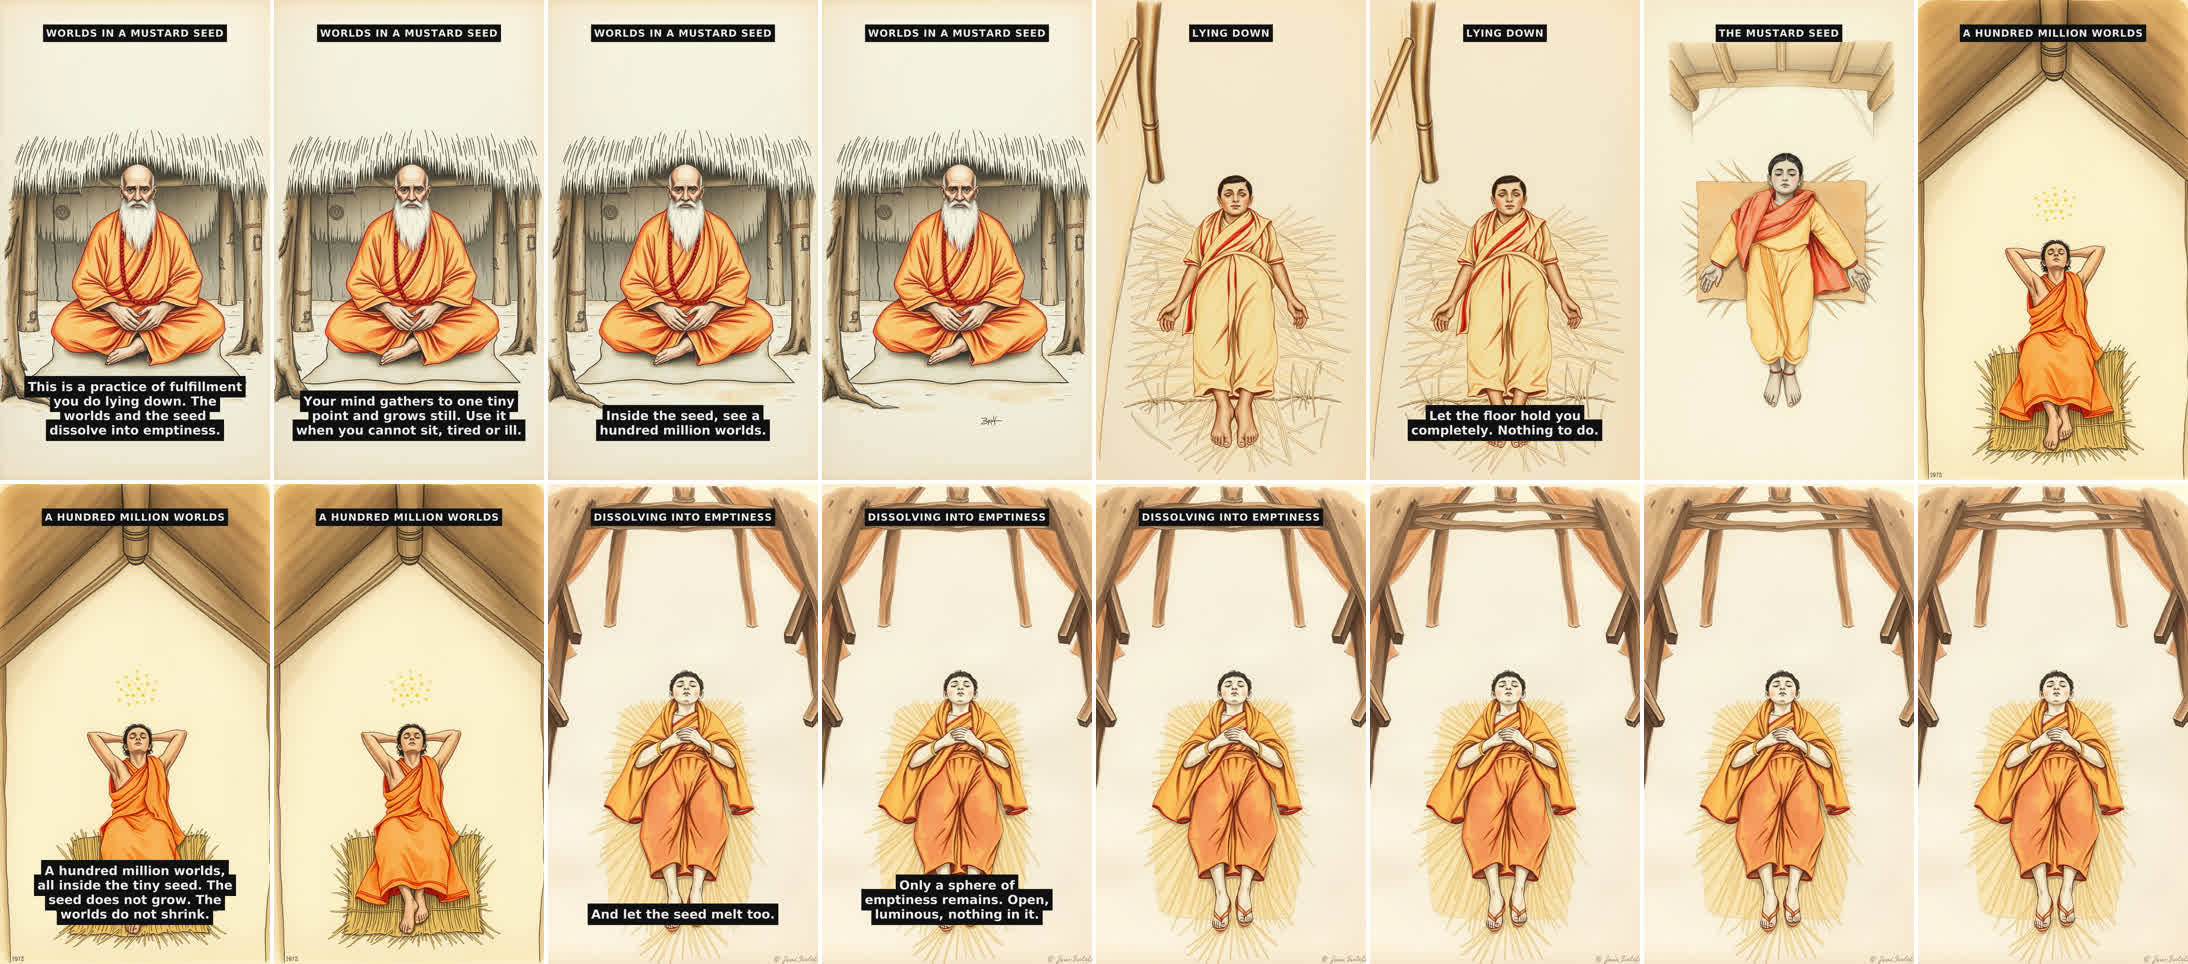 WORLDS IN A MUSTARD SEED
This is a practice of fulfillment
you do lying down. The
worlds and the seed
dissolve into emptiness.
WORLDS IN A MUSTARD SEED
Your mind gathers to one tiny
point and grows still. Use it
when you cannot sit, tired or ill.
WORLDS IN A MUSTARD SEED
Inside the seed, see a
hundred million worlds.
WORLDS IN A MUSTARD SEED
LYING DOWN
LYING DOWN
Let the floor hold you
completely. Nothing to do.
THE MUSTARD SEED
A HUNDRED MILLION WORLDS
A HUNDRED MILLION WORLDS
A hundred million worlds,
all inside the tiny seed. The
seed does not grow. The
worlds do not shrink.
A HUNDRED MILLION WORLDS
DISSOLVING INTO EMPTINESS
And let the seed melt too.
DISSOLVING INTO EMPTINESS
Only a sphere of
emptiness remains. Open,
luminous, nothing in it.
DISSOLVING INTO EMPTINESS